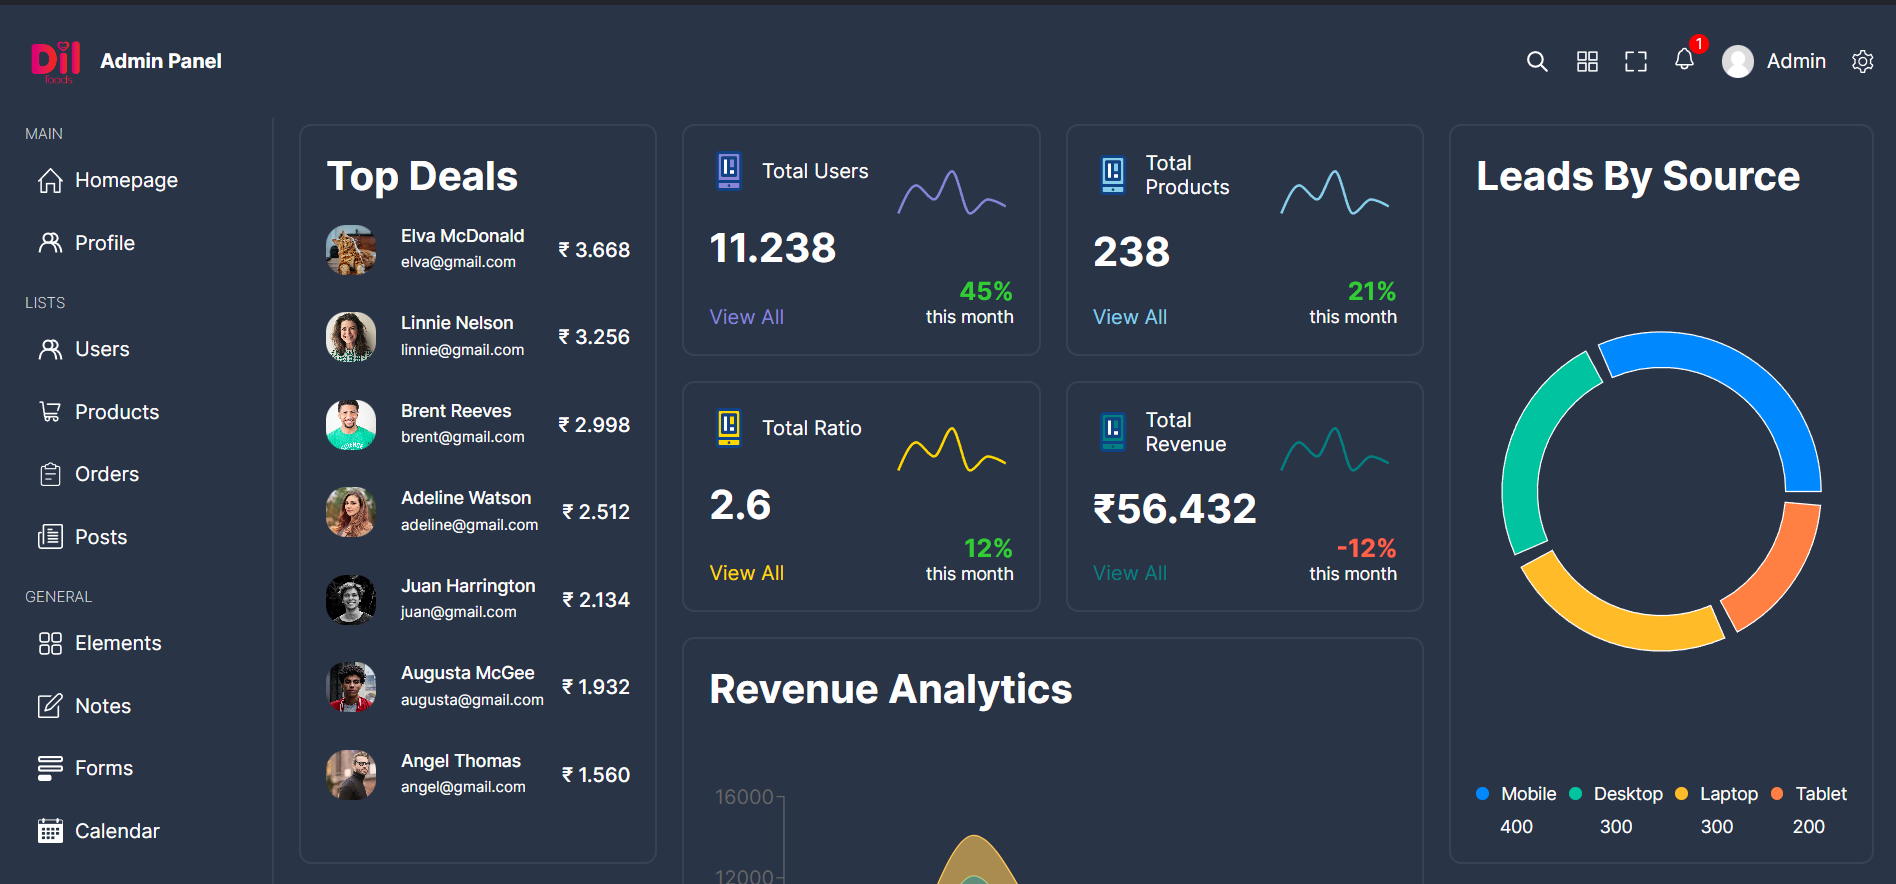 Dil
foods
Admin Panel
1
Admin
MAIN
Homepage
Profile
LISTS
Users
Products
Orders
Posts
GENERAL
Elements
Notes
Forms
Calendar
Top Deals
Elva McDonald
elva@gmail.com
₹ 3.668
Linnie Nelson
linnie@gmail.com
₹ 3.256
Brent Reeves
brent@gmail.com
₹ 2.998
Adeline Watson
adeline@gmail.com
₹ 2.512
Juan Harrington
juan@gmail.com
₹ 2.134
Augusta McGee
augusta@gmail.com
₹ 1.932
Angel Thomas
angel@gmail.com
₹ 1.560
Total Users
11.238
View All
45%
this month
Total
Products
238
View All
21%
this month
Total Ratio
2.6
View All
12%
this month
Total
Revenue
₹56.432
View All
-12%
this month
Revenue Analytics
16000
12000
Leads By Source
Mobile
400
Desktop
300
Laptop
300
Tablet
200